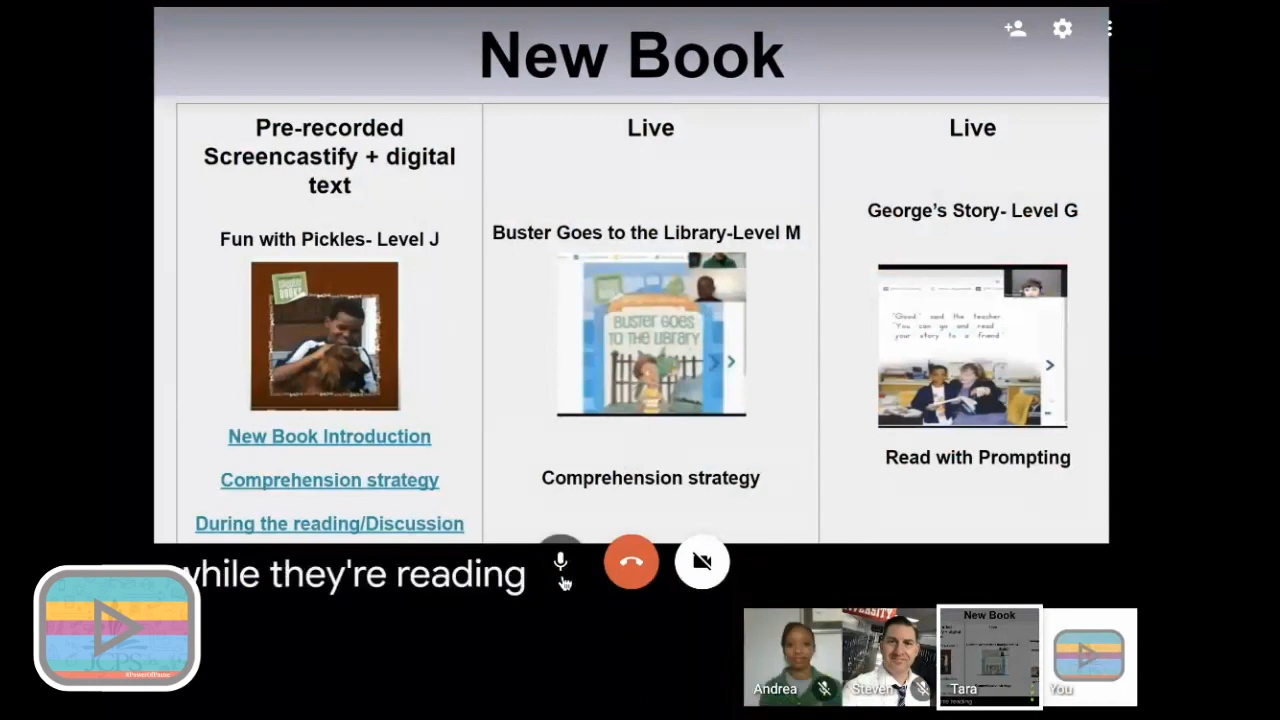 New Book
Pre-recorded
Screencastify + digital
text
Fun with Pickles- Level J
New Book Introduction
Comprehension strategy
During the reading/Discussion
Live
Buster Goes to the Library-Level M
BUSTER GOES
TO THE LIBRARY
Comprehension strategy
Live
George's Story- Level G
"Good," said the teacher.
"You can go and read
your story to a friend."
Read with Prompting
while they're reading
JCPS
#PowerOfPause
Andrea
Steven
New Book
Tara
You